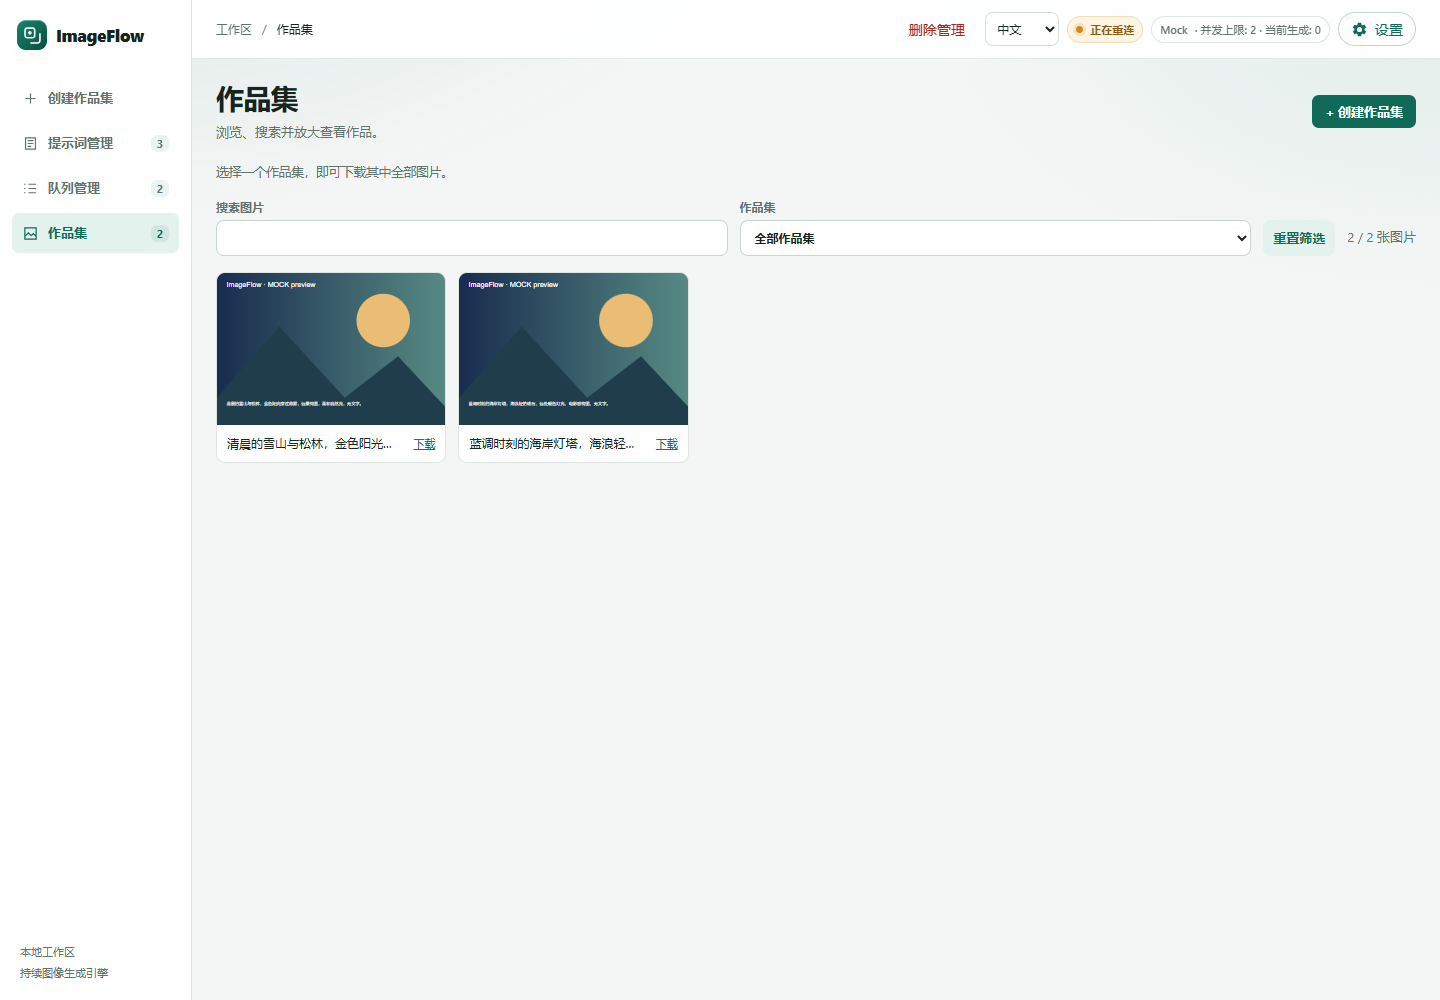 ImageFlow
创建作品集
提示词管理 3
队列管理 2
作品集 2
本地工作区
持续图像生成引擎
工作区 / 作品集
删除管理
中文
正在重连
Mock · 并发上限: 2 · 当前生成: 0
设置
作品集
浏览、搜索并放大查看作品。
+ 创建作品集
选择一个作品集，即可下载其中全部图片。
搜索图片
作品集
全部作品集
重置筛选
2 / 2 张图片
ImageFlow · MOCK preview
清晨的雪山与松林，金色阳光...
下载
ImageFlow · MOCK preview
蓝调时刻的海岸灯塔，海浪轻...
下载